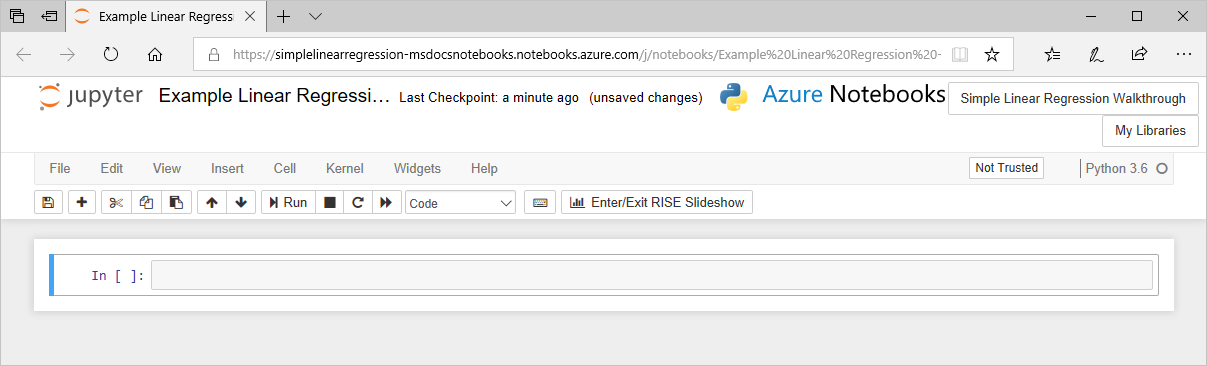 Example Linear Regressi
https://simplelinearregression-msdocsnotebooks.notebooks.azure.com/j/notebooks/Example%20Linear%20Regression%20-
jupyter Example Linear Regressi... Last Checkpoint: a minute ago (unsaved changes) Azure Notebooks Simple Linear Regression Walkthrough
My Libraries
File Edit View Insert Cell Kernel Widgets Help Not Trusted Python 3.6
Run Code Enter/Exit RISE Slideshow
In [ ]: